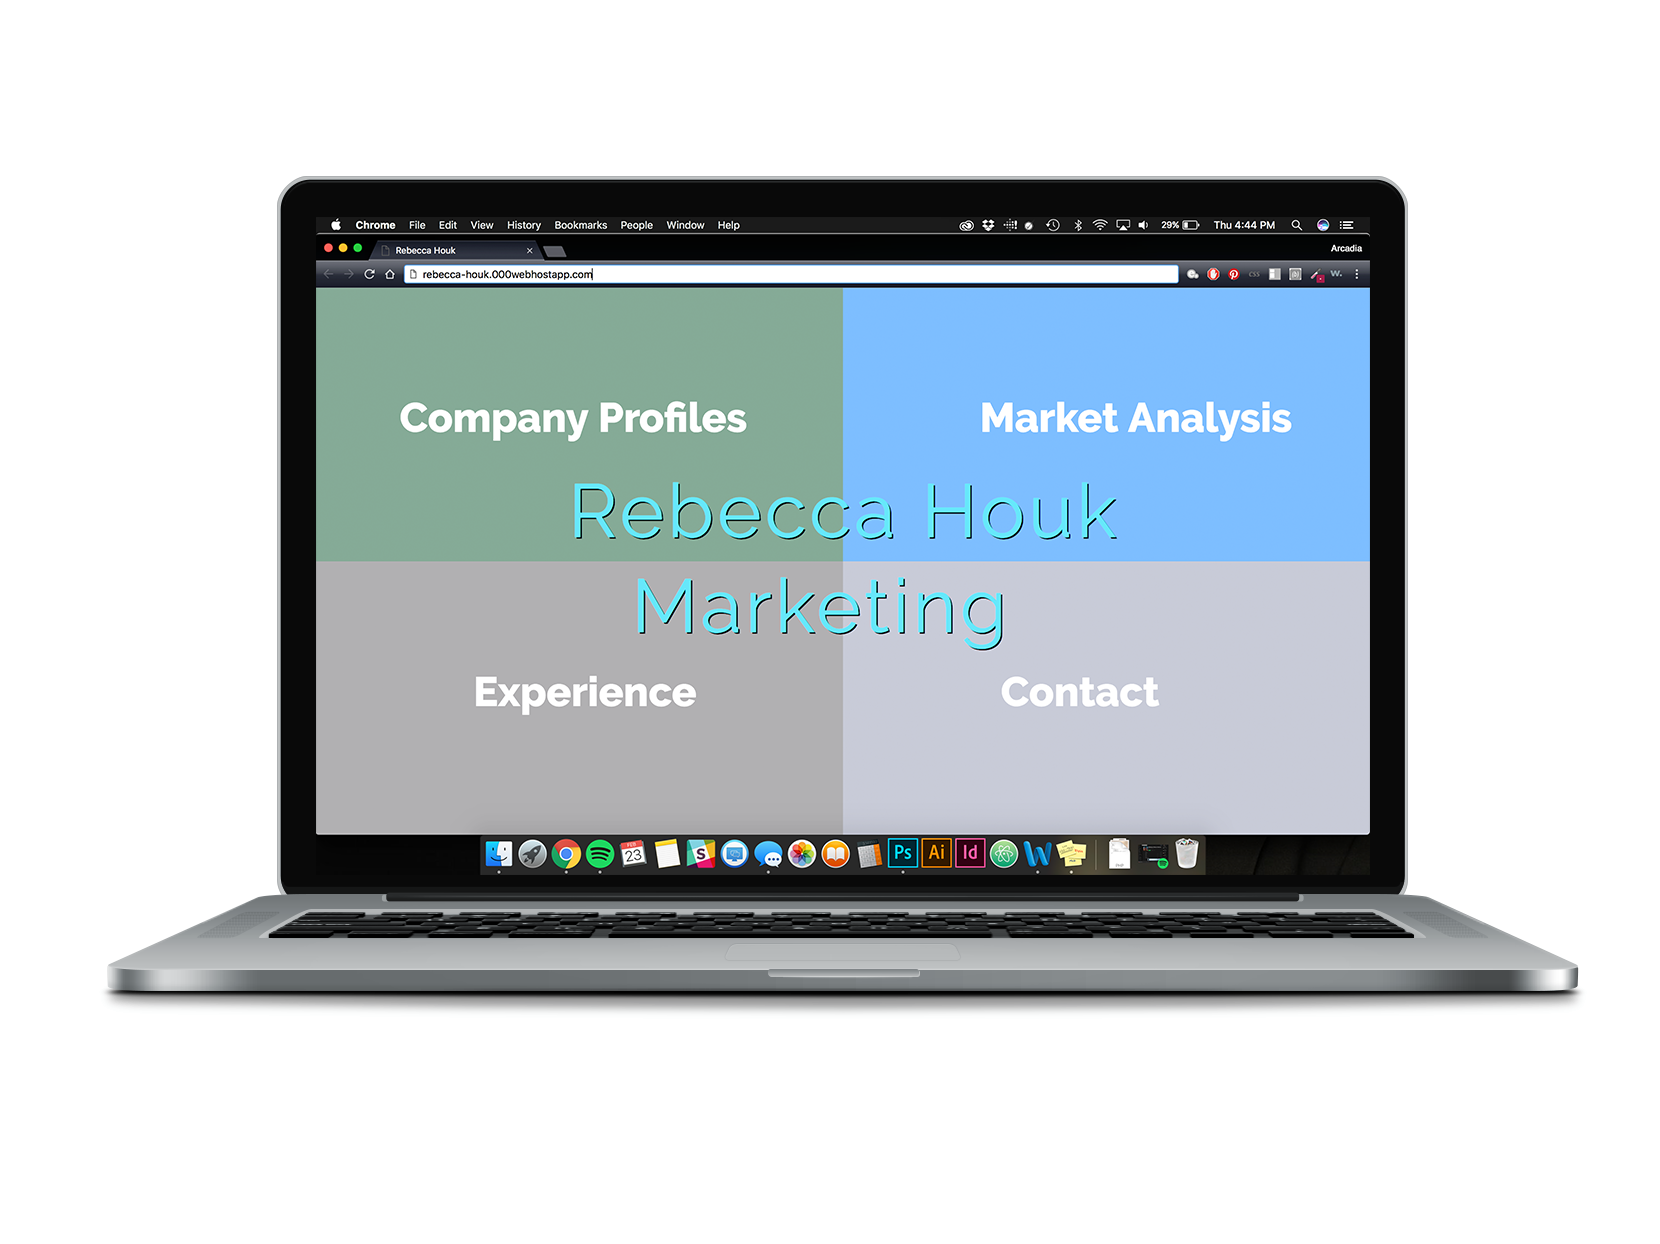 Chrome File Edit View History Bookmarks People Window Help 29% Thu 4:44 PM
Rebecca Houk Arcadia
rebecca-houk.000webhostapp.com css W.
Company Profiles Market Analysis
Rebecca Houk
Marketing
Experience Contact
23 S Ps Ai Id W